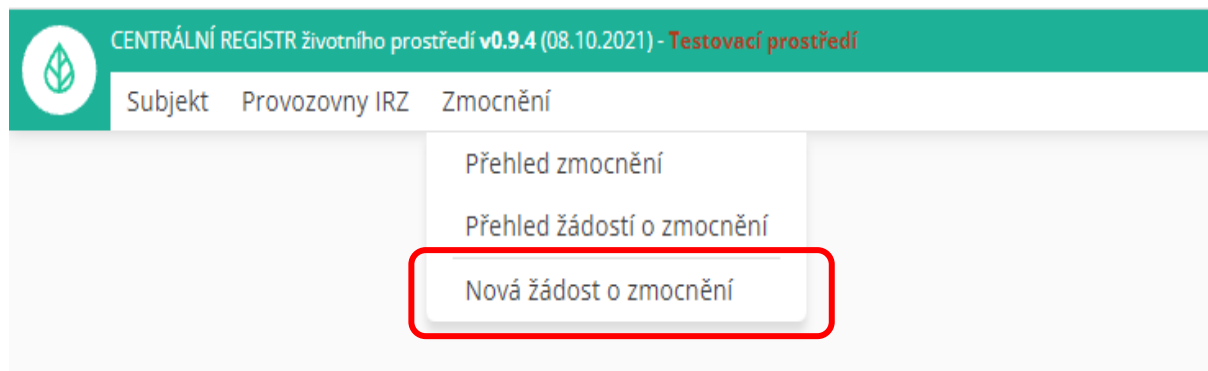 CENTRÁLNÍ REGISTR životního prostředí v0.9.4 (08.10.2021) - Testovací prostředí
Subjekt Provozovny IRZ Zmocnění
Přehled zmocnění
Přehled žádostí o zmocnění
Nová žádost o zmocnění